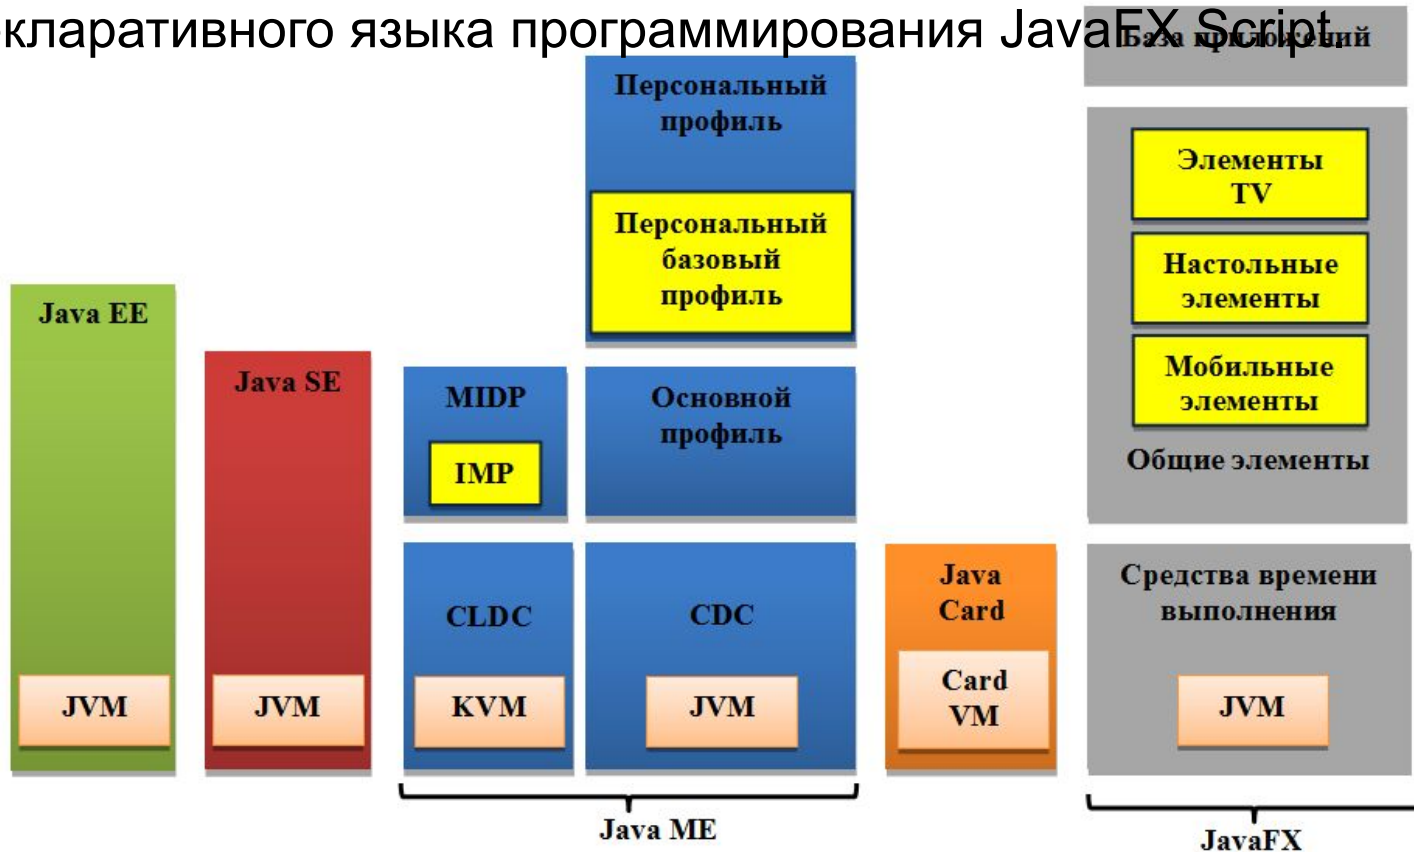 кларативного языка программирования JavaFX Script.
База приложений
Персональный
профиль
Персональный
базовый
профиль
Элементы
TV
Настольные
элементы
Мобильные
элементы
Общие элементы
Java EE
Java SE
MIDP
IMP
Основной
профиль
CLDC
CDC
Java
Card
Средства времени
выполнения
JVM
JVM
KVM
JVM
Card
VM
JVM
Java ME
JavaFX